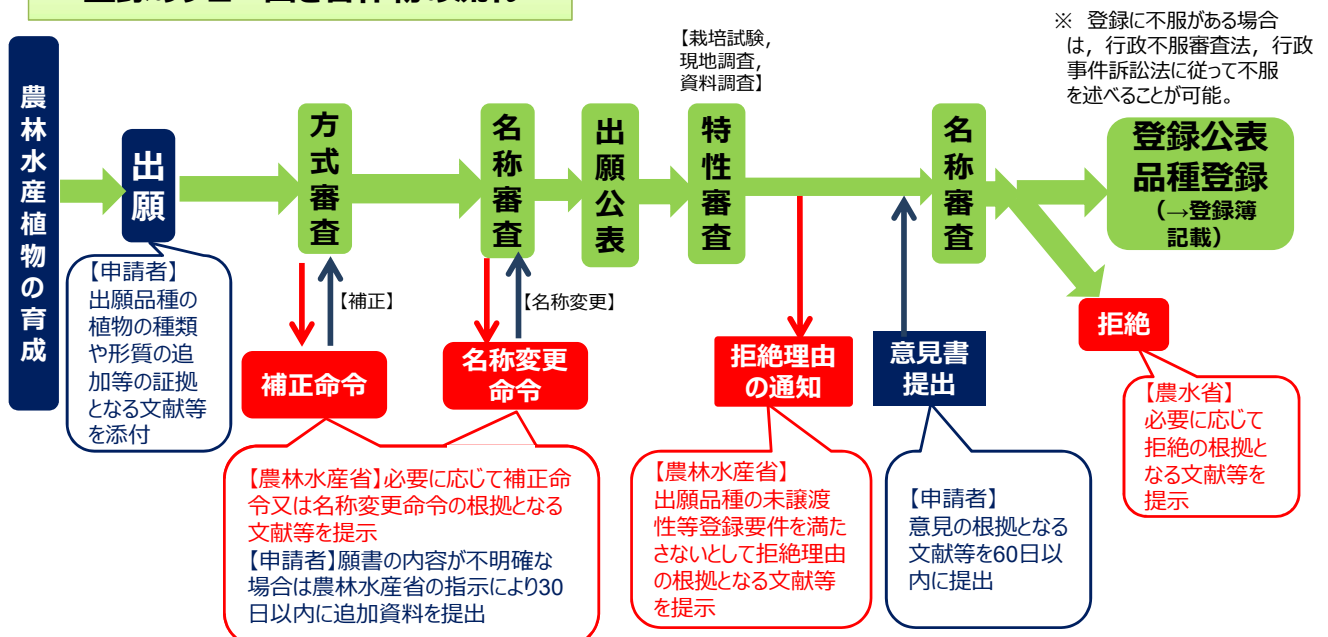 ※ 登録に不服がある場合
は，行政不服審査法，行政
事件訴訟法に従って不服
を述べることが可能。
【栽培試験，
現地調査，
資料調査】
農林水産植物の育成
出願
方式審査
名称審査
出願公表
特性審査
名称審査
登録公表
品種登録
（→登録簿
記載）
【補正】
【名称変更】
補正命令
名称変更
命令
拒絶理由
の通知
意見書
提出
拒絶
【申請者】
出願品種の
植物の種類
や形質の追
加等の証拠
となる文献等
を添付
【農林水産省】必要に応じて補正命
令又は名称変更命令の根拠となる
文献等を提示
【申請者】願書の内容が不明確な
場合は農林水産省の指示により30
日以内に追加資料を提出
【農林水産省】
出願品種の未譲渡
性等登録要件を満た
さないとして拒絶理由
の根拠となる文献等
を提示
【申請者】
意見の根拠となる
文献等を60日以
内に提出
【農水省】
必要に応じて
拒絶の根拠と
なる文献等を
提示